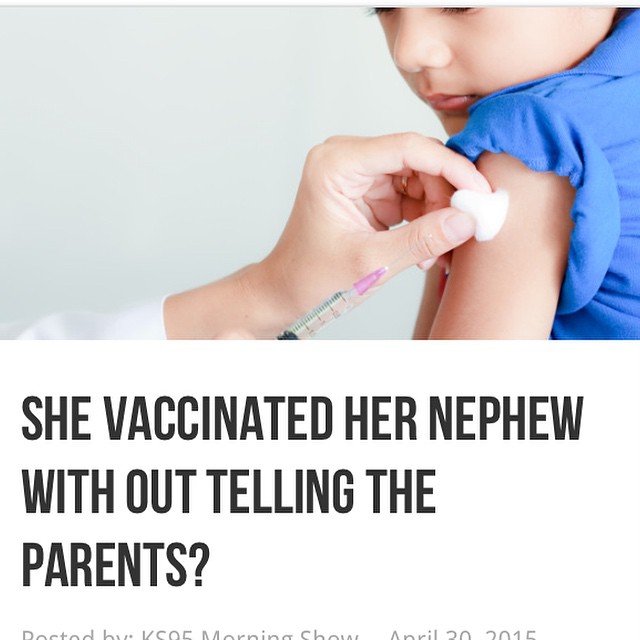 SHE VACCINATED HER NEPHEW
WITH OUT TELLING THE
PARENTS?
Posted by: KS95 Morning Show April 30, 2015